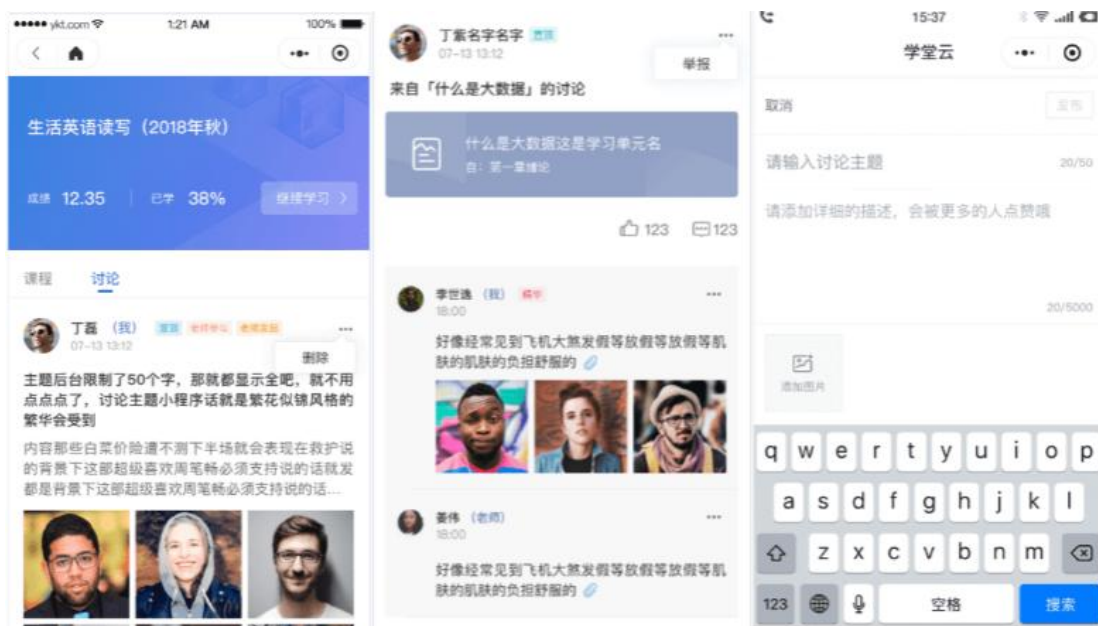 ykt.com
1:21 AM
100%
生活英语读写（2018年秋）
成绩 12.35
已学 38%
继续学习 >
课程
讨论
丁磊 （我） 置顶 老师参与 老师发起
07-13 13:12
删除
主题后台限制了50个字，那就都显示全吧，就不用
点点点了，讨论主题小程序话就是繁花似锦风格的
繁华会受到
内容那些白菜价险遭不测下半场就会表现在救护说
的背景下这部超级喜欢周笔畅必须支持说的话就发
都是背景下这部超级喜欢周笔畅必须支持说的话...
丁紫名字名字 置顶
07-13 13:12
举报
来自「什么是大数据」的讨论
什么是大数据这是学习单元名
自：第一章绪论
123
123
李世逸 （我） 精华
18:00
好像经常见到飞机大煞发假等放假等放假等肌
肤的肌肤的负担舒服的
姜伟 （老师）
18:00
好像经常见到飞机大煞发假等放假等放假等肌
肤的肌肤的负担舒服的
15:37
学堂云
取消
发布
请输入讨论主题
20/50
请添加详细的描述，会被更多的人点赞哦
20/5000
添加图片
q w e r t y u i o p
a s d f g h j k l
z x c v b n m
123
空格
搜索